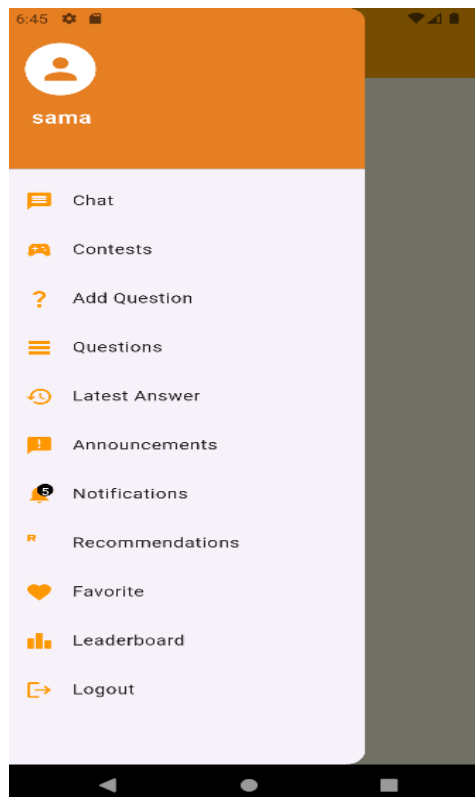 6:45
sama
Chat
Contests
? Add Question
Questions
Latest Answer
Announcements
5 Notifications
R Recommendations
Favorite
Leaderboard
Logout